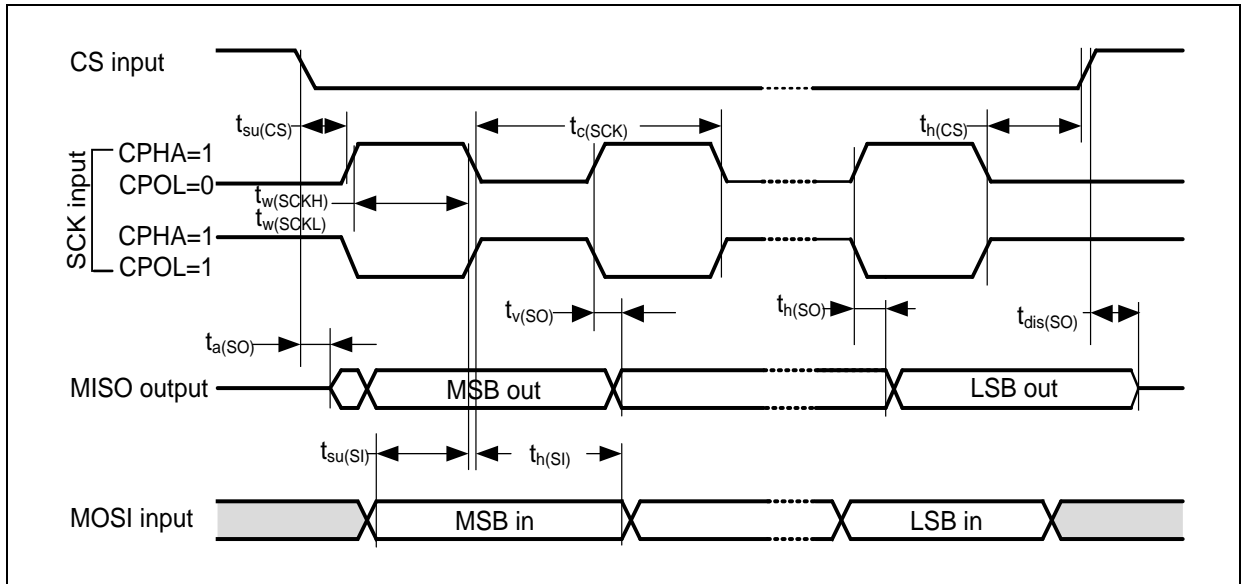 CS input
tsu(CS)
tc(SCK)
th(CS)
SCK input
CPHA=1
CPOL=0
tw(SCKH)
tw(SCKL)
CPHA=1
CPOL=1
ta(SO)
tv(SO)
th(SO)
tdis(SO)
MISO output
MSB out
LSB out
tsu(SI)
th(SI)
MOSI input
MSB in
LSB in